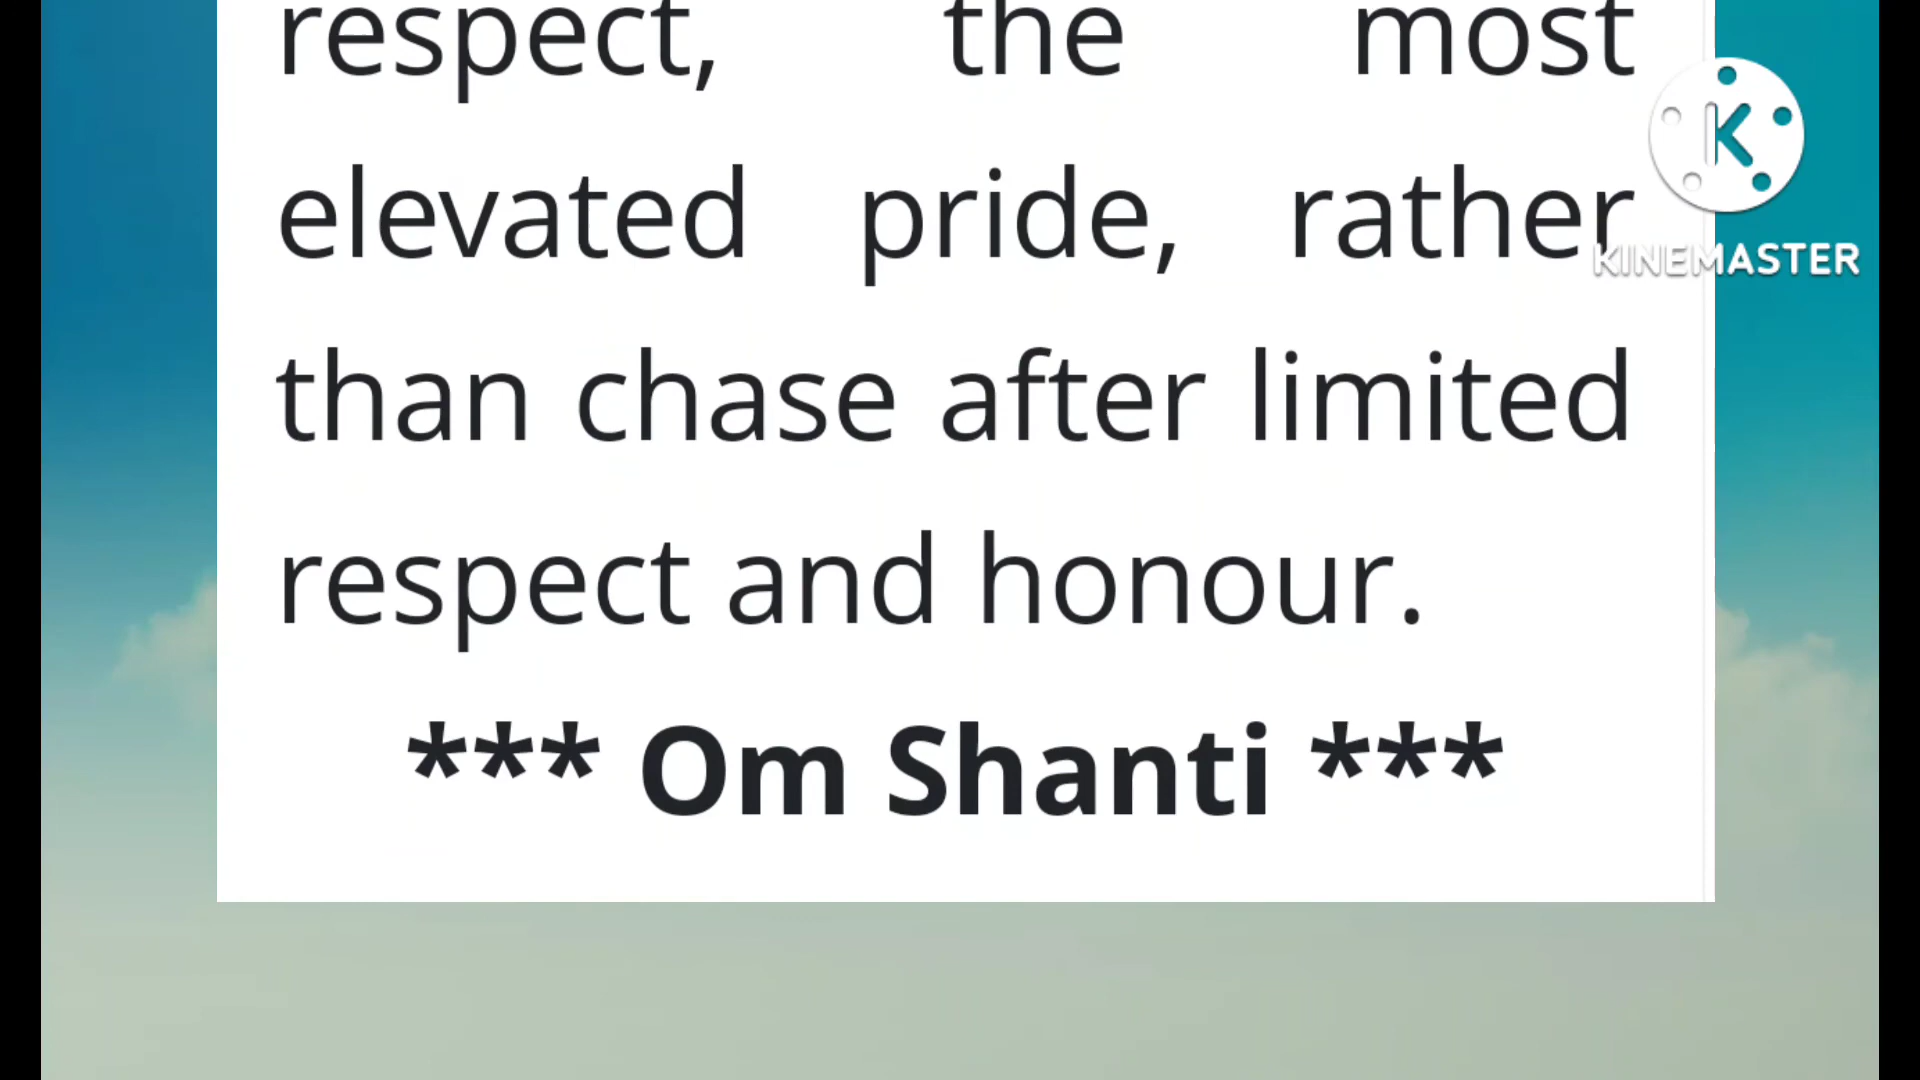 respect, the most
elevated pride, rather
than chase after limited
respect and honour.
*** Om Shanti ***
K
KINEMASTER